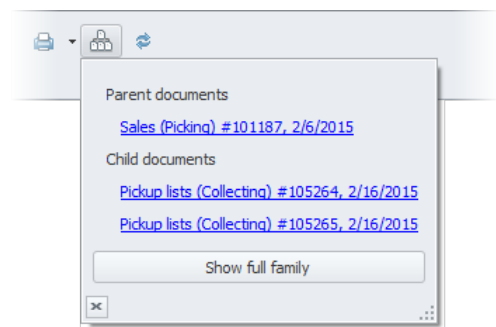 Parent documents
Sales (Picking) #101187, 2/6/2015
Child documents
Pickup lists (Collecting) #105264, 2/16/2015
Pickup lists (Collecting) #105265, 2/16/2015
Show full family